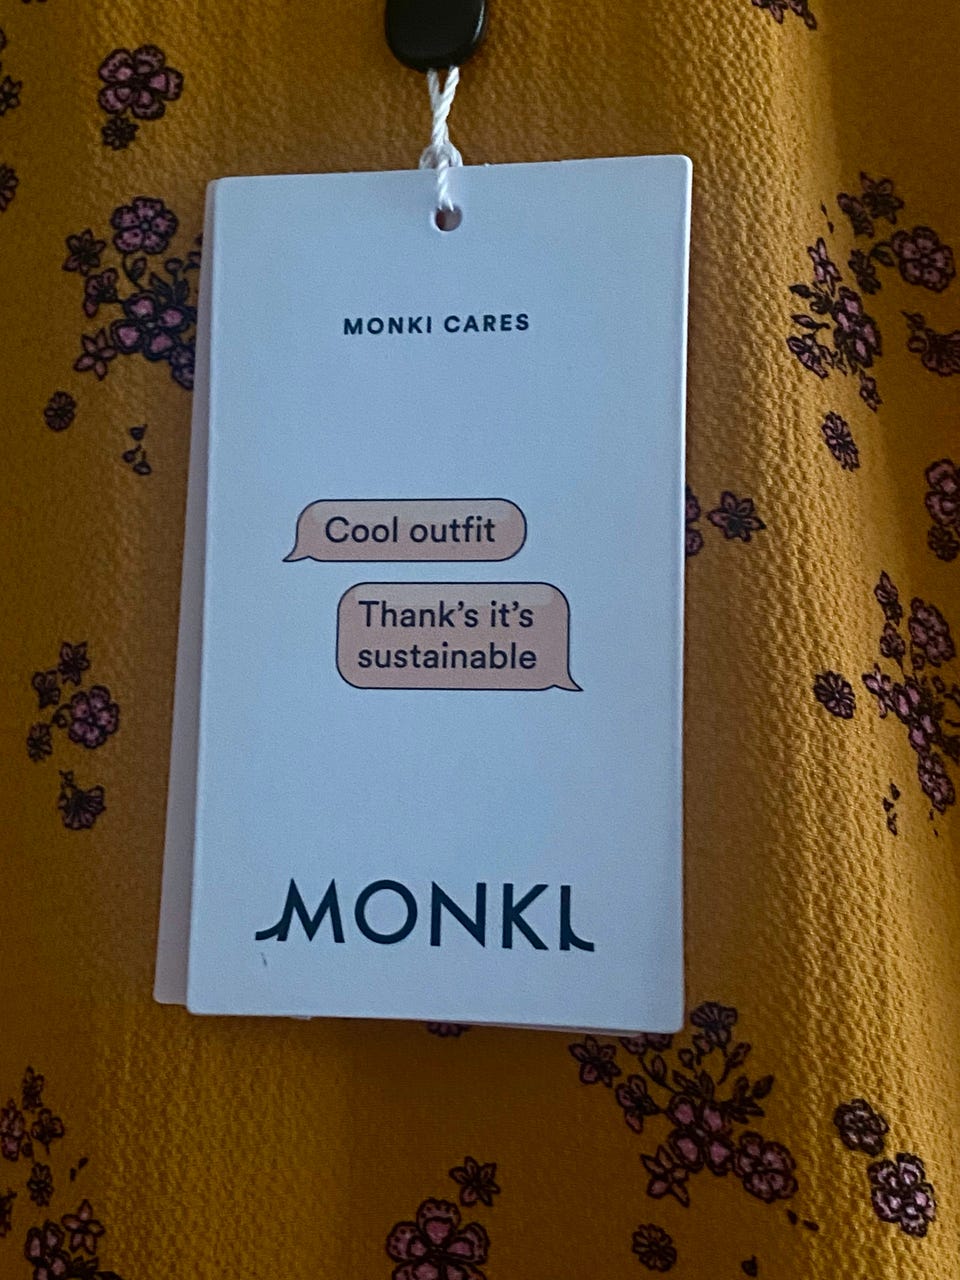 MONKI CARES
Cool outfit
Thank’s it’s
sustainable
MONKI